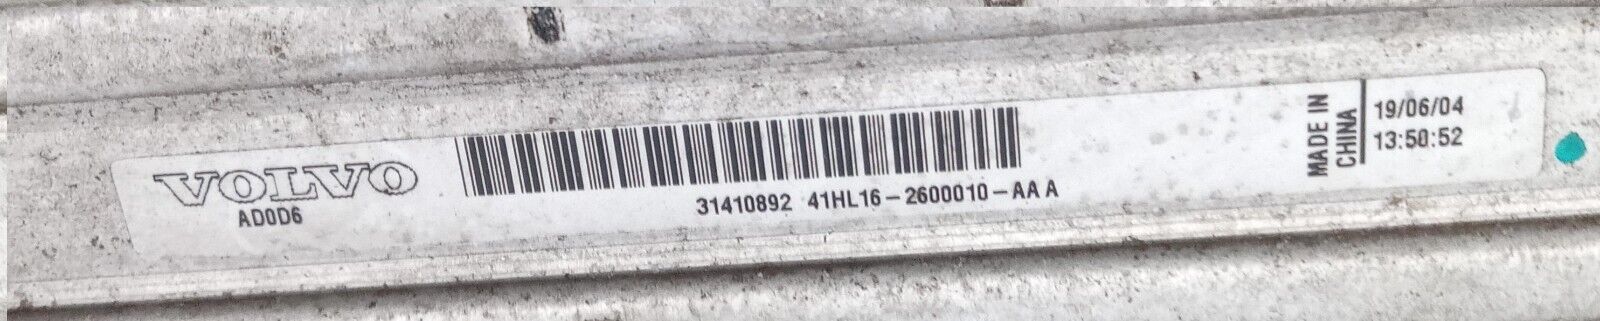 VOLVO
AD0D6
31410892 41HL16-2600010-AA A
MADE IN
CHINA
19/06/04
13:50:52